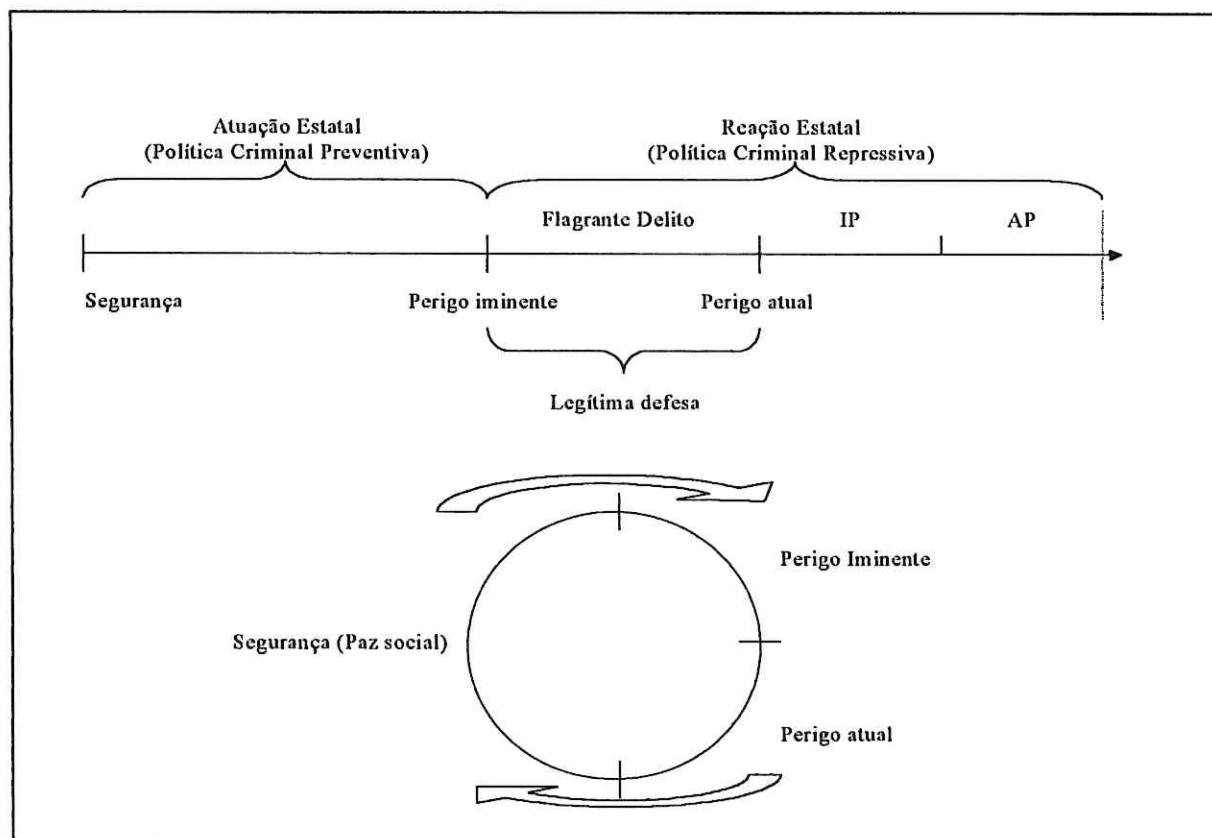 Atuação Estatal
(Política Criminal Preventiva)
Reação Estatal
(Política Criminal Repressiva)
Flagrante Delito
IP
AP
Segurança
Perigo iminente
Perigo atual
Legítima defesa
Perigo Iminente
Segurança (Paz social)
Perigo atual